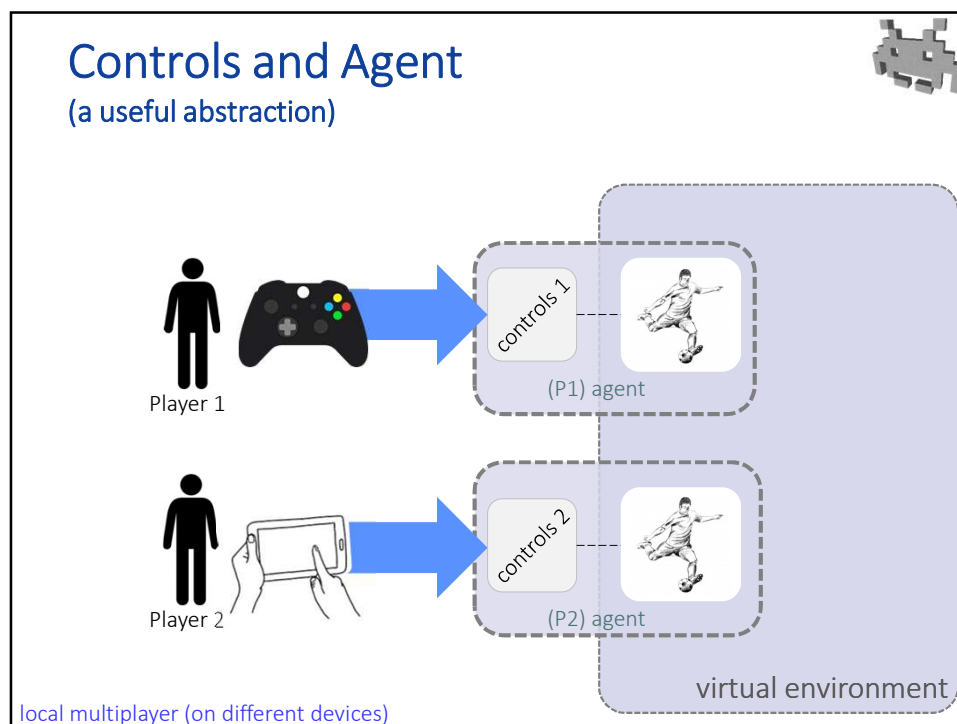 Controls and Agent
(a useful abstraction)
controls 1
(P1) agent
Player 1
controls 2
(P2) agent
Player 2
virtual environment
local multiplayer (on different devices)